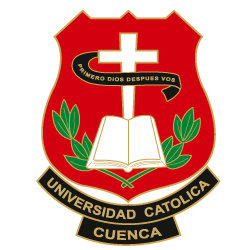 PRIMERO DIOS DESPUES VOS
UNIVERSIDAD CATOLICA
CUENCA